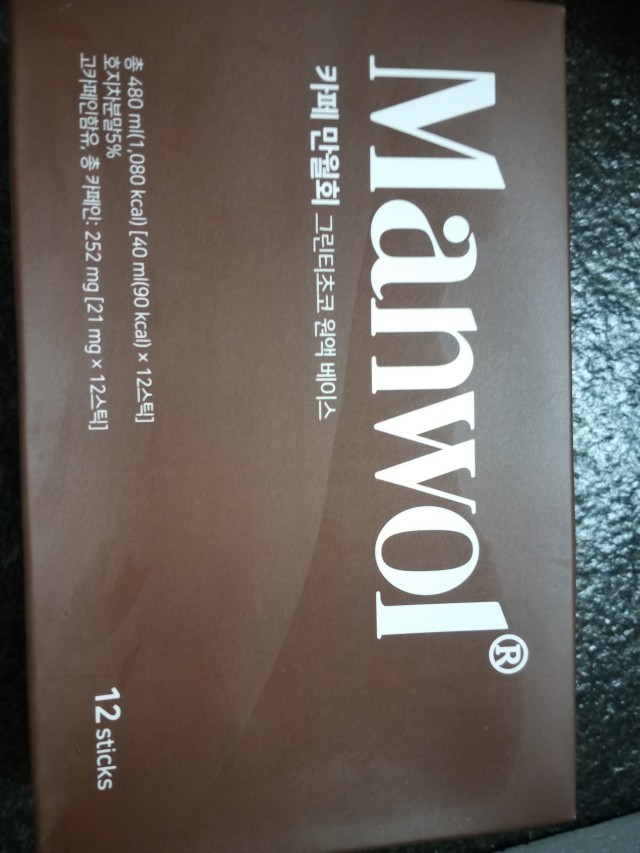 Manwol®
카페 만월회 그린티초코 원액 베이스
총 480 ml(1,080 kcal) [40 ml(90 kcal) × 12스틱]
호지차분말5%
고카페인함유, 총 카페인: 252 mg [21 mg × 12스틱]
12 sticks